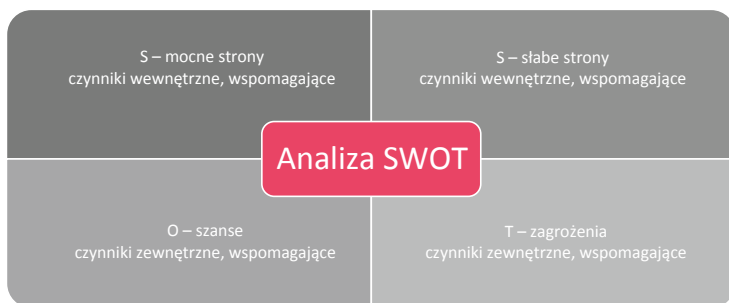 S – mocne strony
czynniki wewnętrzne, wspomagające
S – słabe strony
czynniki wewnętrzne, wspomagające
Analiza SWOT
O – szanse
czynniki zewnętrzne, wspomagające
T – zagrożenia
czynniki zewnętrzne, wspomagające